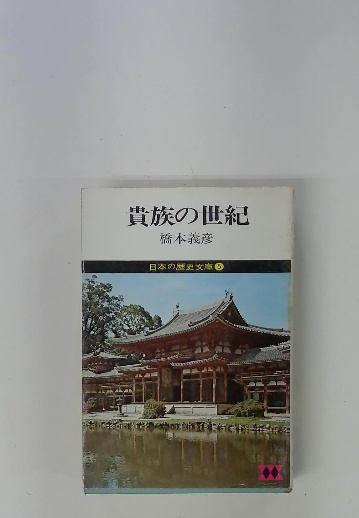 貴族の世紀
橋本義彦
日本の歴史文庫⑤